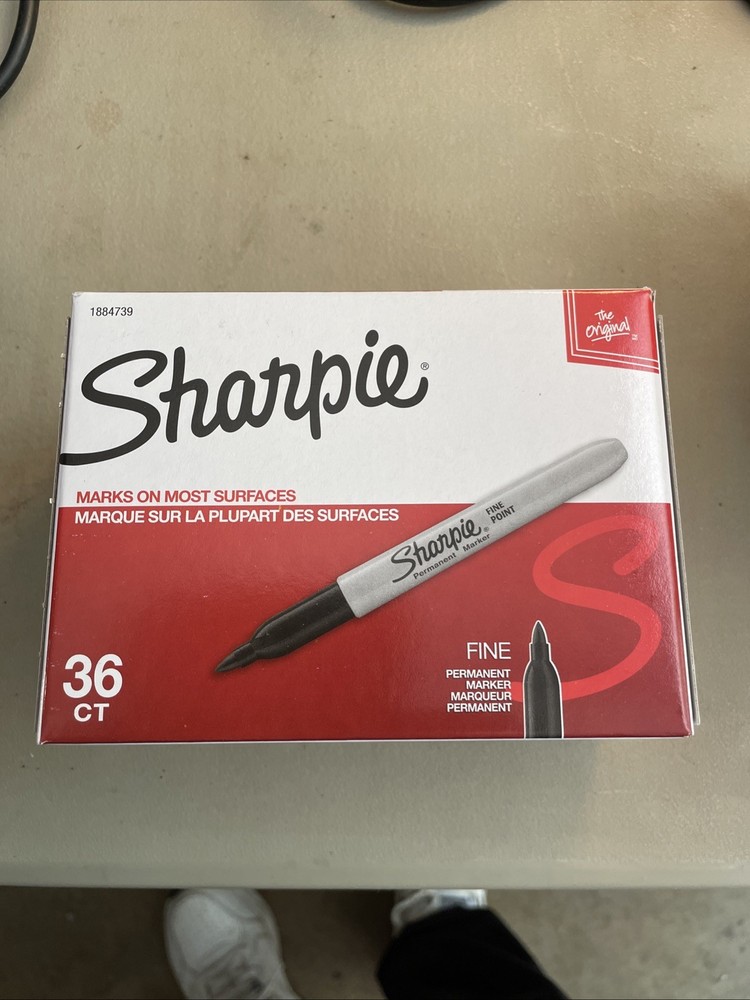 1884739
The
Original™
Sharpie®
MARKS ON MOST SURFACES
MARQUE SUR LA PLUPART DES SURFACES
Sharpie® FINE
POINT
Permanent Marker
FINE
PERMANENT
MARKER
MARQUEUR
PERMANENT
36
CT
S